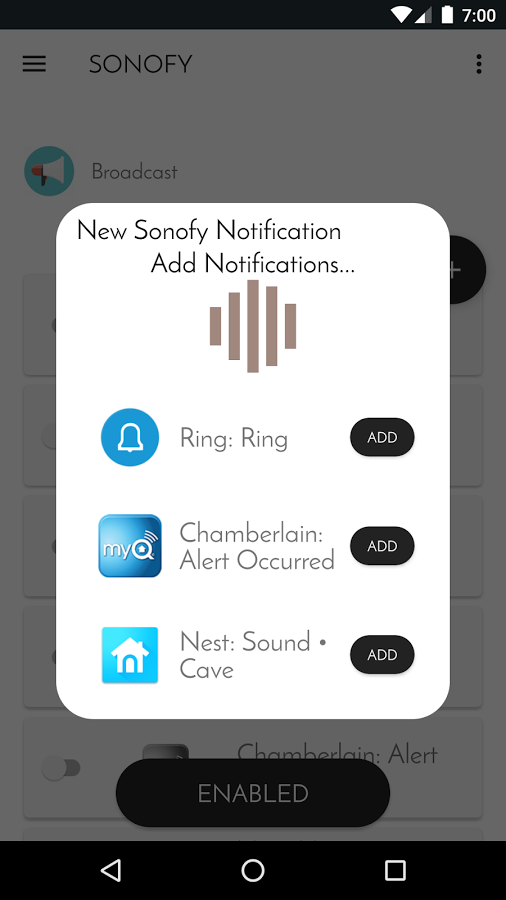 7:00
SONOFY
Broadcast
New Sonofy Notification
Add Notifications...
+
Ring: Ring
ADD
myQ
Chamberlain:
Alert Occurred
ADD
Nest: Sound •
Cave
ADD
Chamberlain: Alert
ENABLED